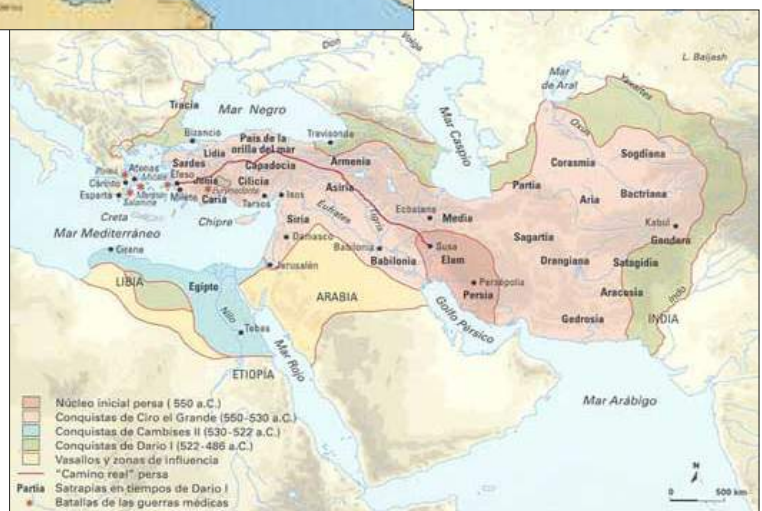 Don
Volga
L. Baljash
Mar
de Aral
Yaxartes
Tracia
Mar Negro
Mar Caspio
Oxus
Bizancio
País de la
orilla del mar
Trevisonda
Sogdiana
Corasmia
Lidia
Sardes
Capadocia
Armenia
Atenas
Efeso
Jonia
Cilicia
Asiria
Partia
Bactriana
Corinto
Mileto
Caria
Tarsos
Isos
Aria
Esparta
Salamina
Ecbatana
Media
Kabul
Creta
Chipre
Siria
Eufrates
Tigris
Sagartia
Gandara
Mar Mediterráneo
Damasco
Babilonia
Susa
Elam
Drangiana
Satagidia
Cirene
Jerusalén
Babilonia
Persépolis
Persia
Aracosia
Indo
LIBIA
Egipto
ARABIA
Golfo Pérsico
Gedrosia
INDIA
Nilo
Tebas
Mar Rojo
ETIOPÍA
Mar Arábigo
Núcleo inicial persa (550 a.C.)
Conquistas de Ciro el Grande (550-530 a.C.)
Conquistas de Cambises II (530-522 a.C.)
Conquistas de Darío I (522-486 a.C.)
Vasallos y zonas de influencia
"Camino real" persa
Partia Satrapías en tiempos de Darío I
Batallas de las guerras médicas
N
0 500 km